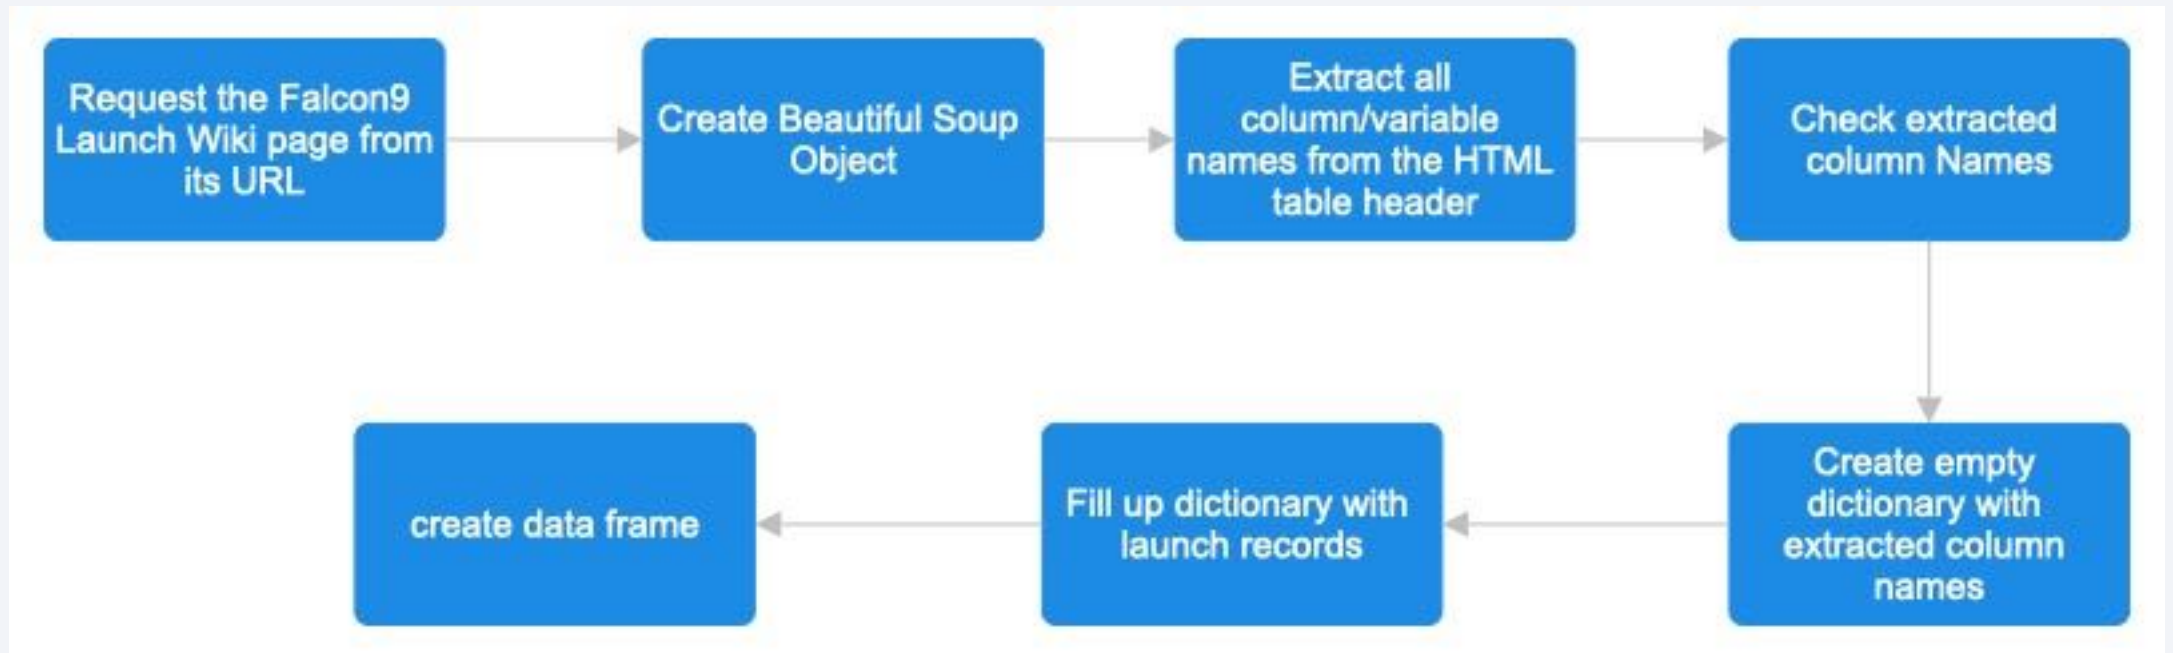 Request the Falcon9
Launch Wiki page from
its URL
Create Beautiful Soup
Object
Extract all
column/variable
names from the HTML
table header
Check extracted
column Names
Create empty
dictionary with
extracted column
names
Fill up dictionary with
launch records
create data frame